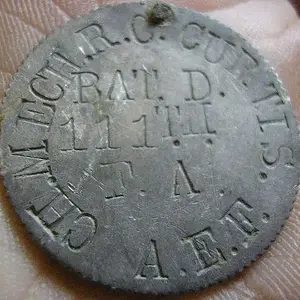 CH. MECH. R. C. CURTIS.
BAT. D.
111TH
F. A.
A. E. F.